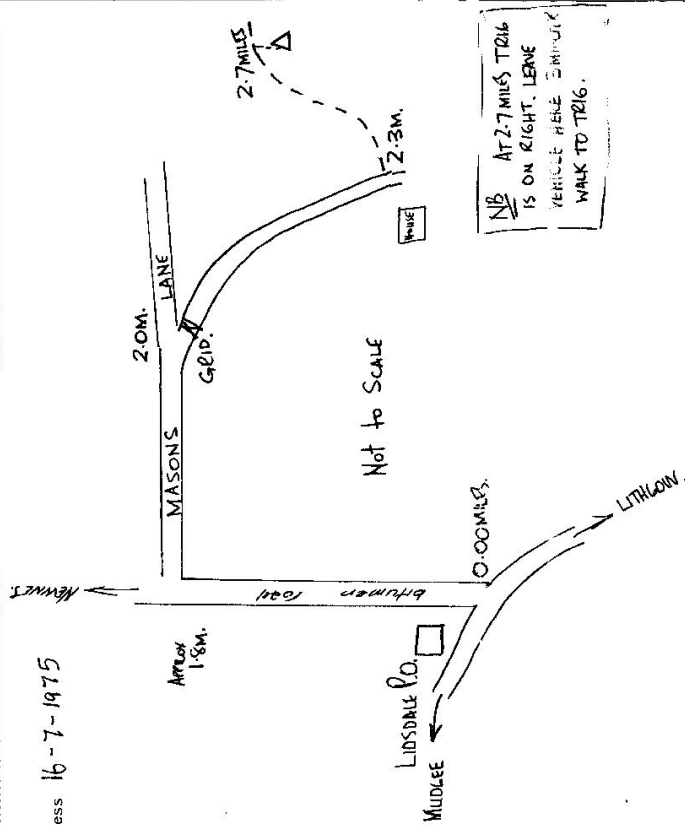 ess 16-7-1975
NEWNES.
APPROX
1.8M.
2.0M.
MASONS LANE
GRID.
2.7 MILES
2.3M.
HOUSE
bitumen road
Not to SCALE
0.00 MILES.
LIDSDALE P.O.
MUDGEE
LITHGOW.
NB AT 2.7 MILES TRIG
IS ON RIGHT. LEAVE
VEHICLE HERE
WALK TO TRIG.